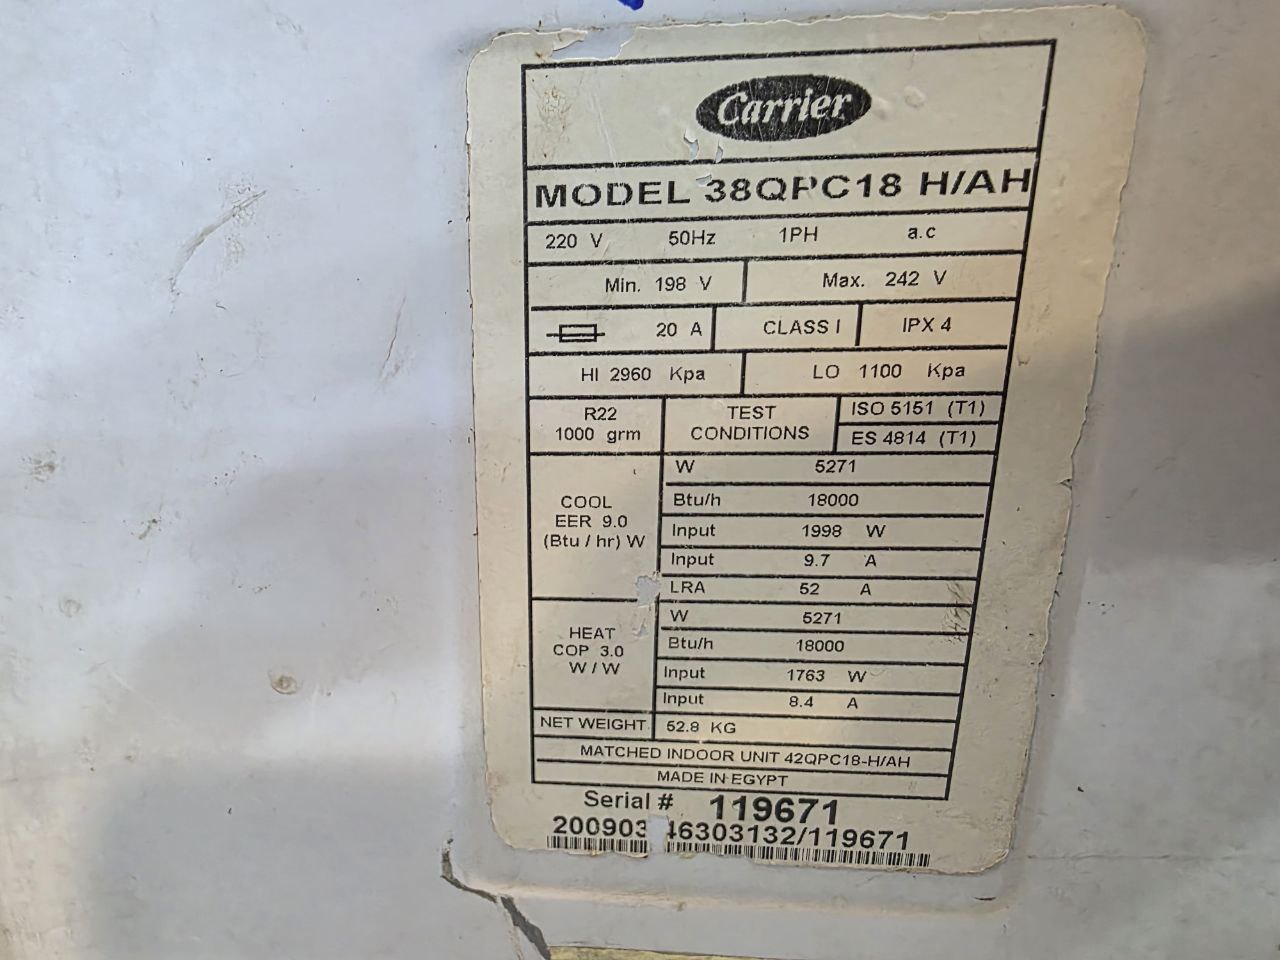 Carrier
MODEL 38QPC18 H/AH
220 V 50Hz 1PH a.c
Min. 198 V Max. 242 V
20 A CLASS I IPX 4
HI 2960 Kpa LO 1100 Kpa
R22
1000 grm
TEST
CONDITIONS
ISO 5151 (T1)
ES 4814 (T1)
COOL
EER 9.0
(Btu / hr) W
W 5271
Btu/h 18000
Input 1998 W
Input 9.7 A
LRA 52 A
HEAT
COP 3.0
W / W
W 5271
Btu/h 18000
Input 1763 W
Input 8.4 A
NET WEIGHT 52.8 KG
MATCHED INDOOR UNIT 42QPC18-H/AH
MADE IN EGYPT
Serial # 119671
200903 46303132/119671